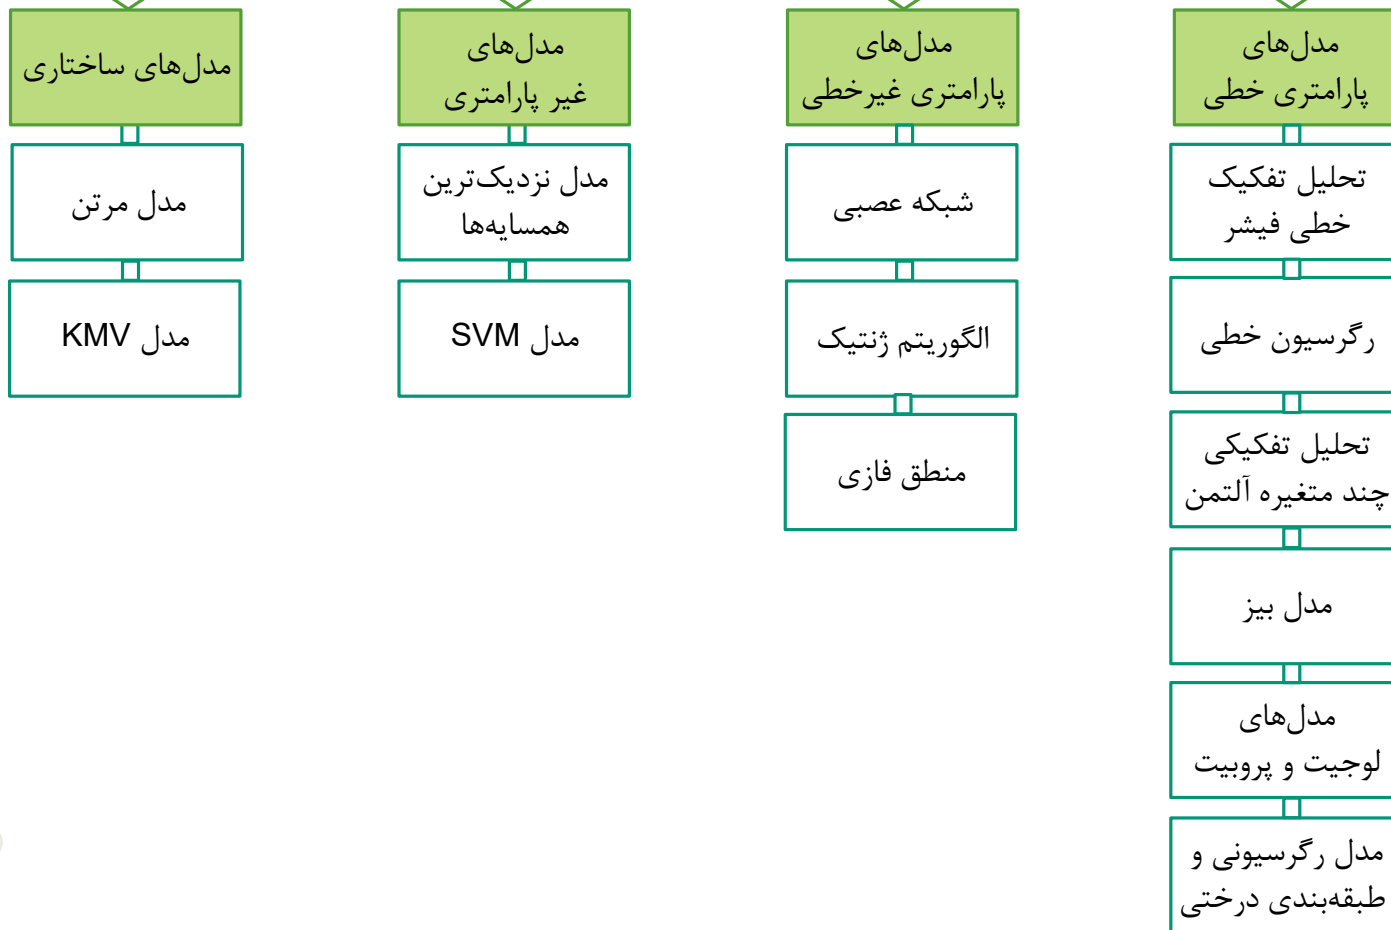 مدل‌های
پارامتری خطی
تحلیل تفکیک
خطی فیشر
رگرسیون خطی
تحلیل تفکیکی
چند متغیره آلتمن
مدل بیز
مدل‌های
لوجیت و پروبیت
مدل رگرسیونی و
طبقه‌بندی درختی
مدل‌های
پارامتری غیرخطی
شبکه عصبی
الگوریتم ژنتیک
منطق فازی
مدل‌های
غیر پارامتری
مدل نزدیک‌ترین
همسایه‌ها
مدل SVM
مدل‌های ساختاری
مدل مرتن
مدل KMV